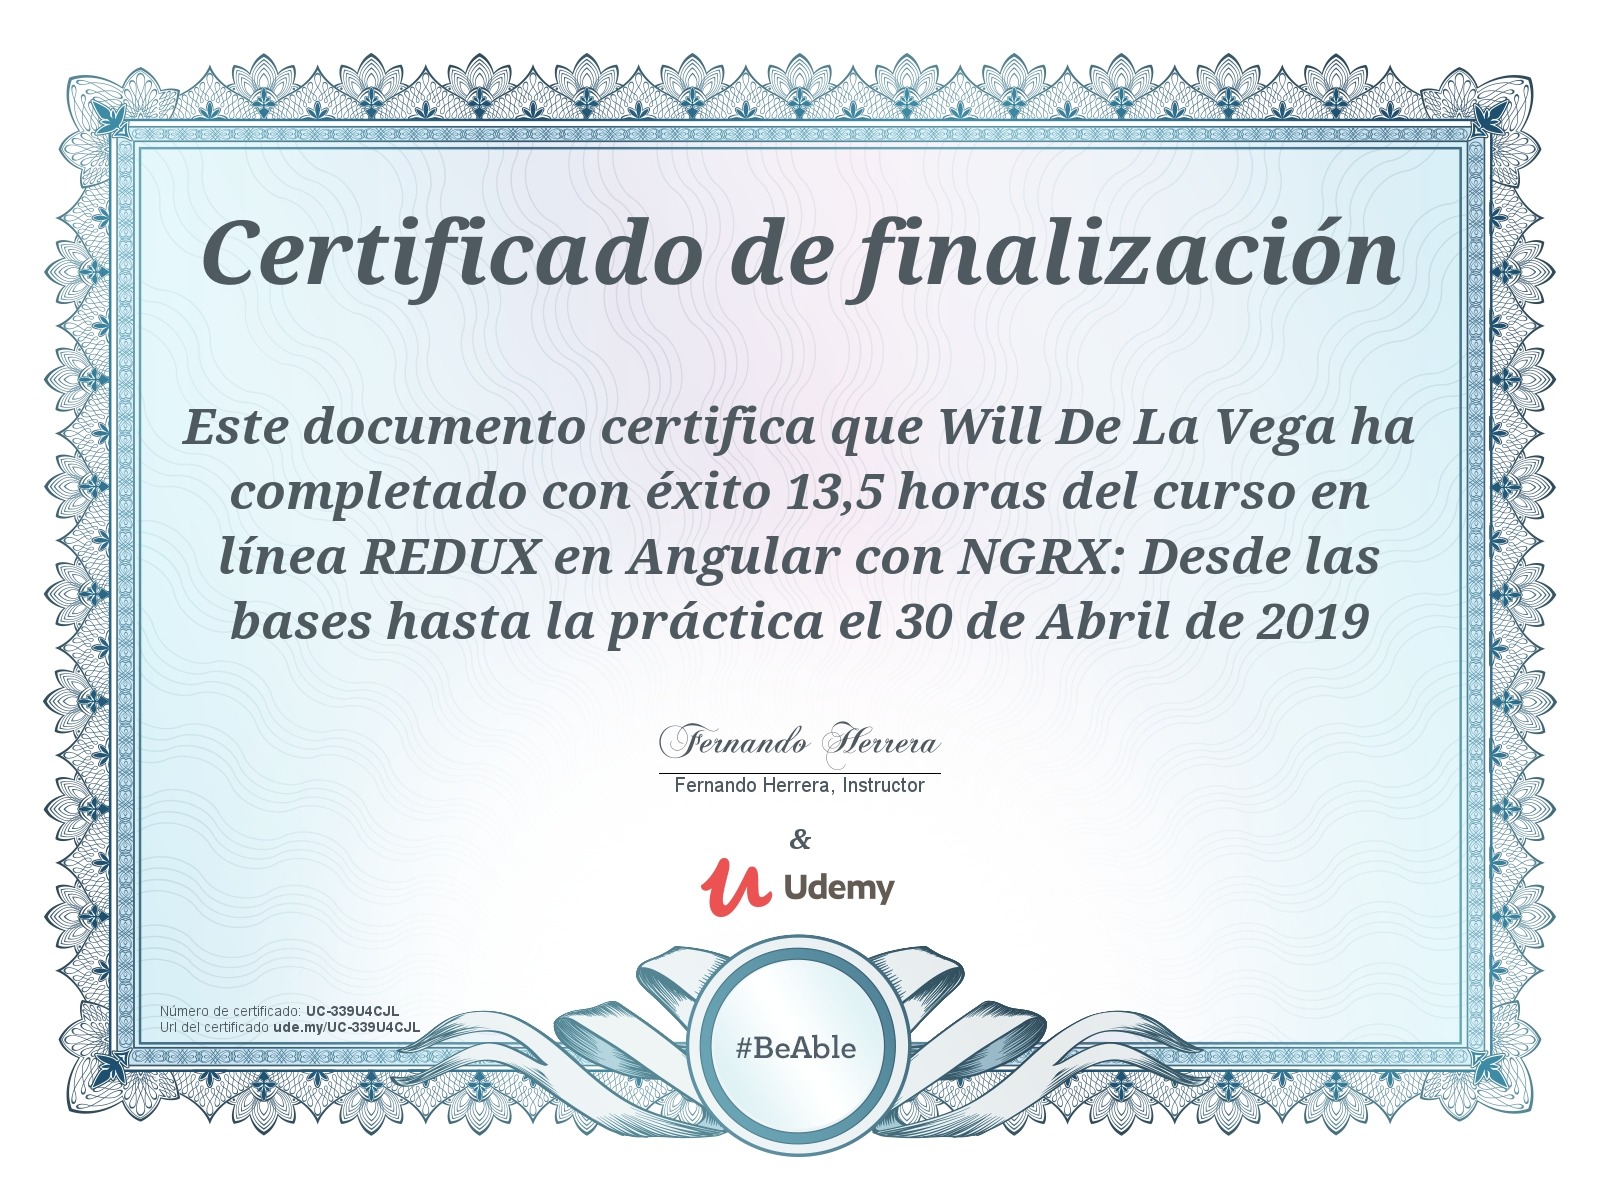 Certificado de finalización
Este documento certifica que Will De La Vega ha
completado con éxito 13,5 horas del curso en
línea REDUX en Angular con NGRX: Desde las
bases hasta la práctica el 30 de Abril de 2019
Fernando Herrera
Fernando Herrera, Instructor
&
Udemy
Número de certificado: UC-339U4CJL
Url del certificado ude.my/UC-339U4CJL
#BeAble